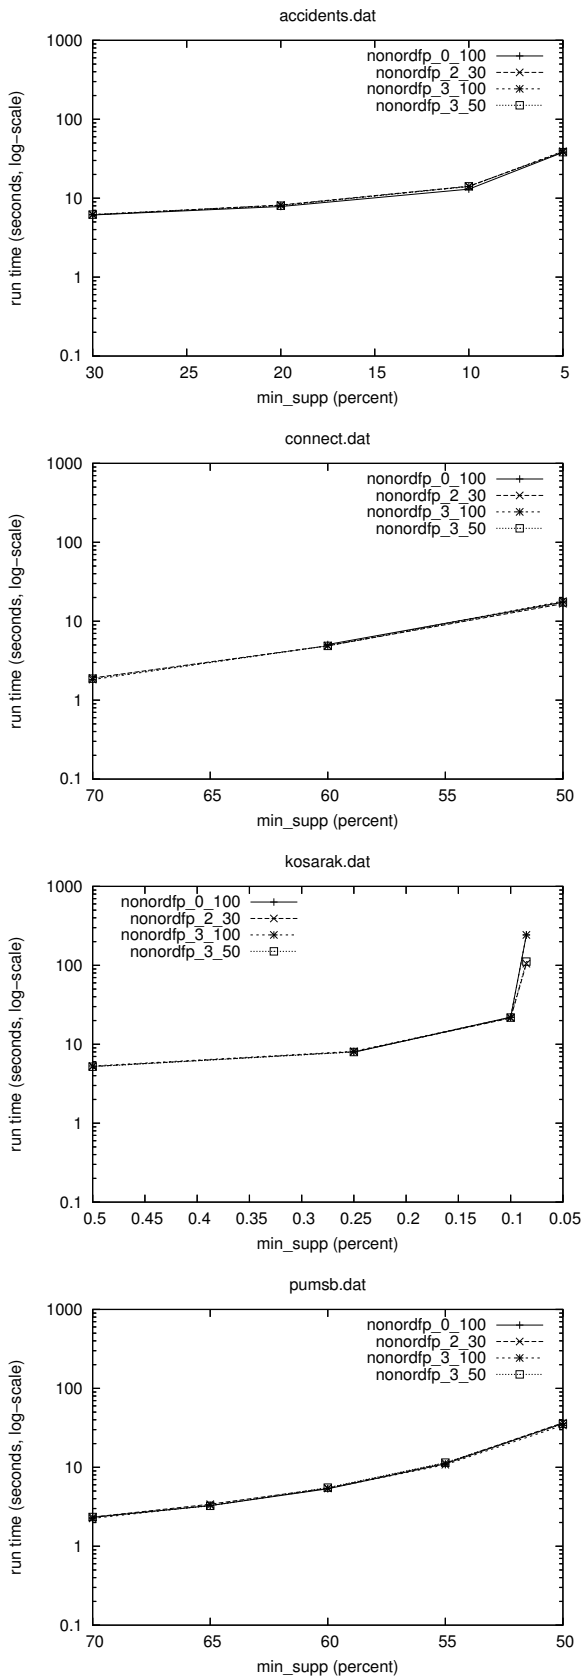 accidents.dat
1000
100
10
1
0.1
run time (seconds, log−scale)
nonordfp_0_100
nonordfp_2_30
nonordfp_3_100
nonordfp_3_50
30 25 20 15 10 5
min_supp (percent)
connect.dat
1000
100
10
1
0.1
run time (seconds, log−scale)
nonordfp_0_100
nonordfp_2_30
nonordfp_3_100
nonordfp_3_50
70 65 60 55 50
min_supp (percent)
kosarak.dat
1000
100
10
1
0.1
run time (seconds, log−scale)
nonordfp_0_100
nonordfp_2_30
nonordfp_3_100
nonordfp_3_50
0.5 0.45 0.4 0.35 0.3 0.25 0.2 0.15 0.1 0.05
min_supp (percent)
pumsb.dat
1000
100
10
1
0.1
run time (seconds, log−scale)
nonordfp_0_100
nonordfp_2_30
nonordfp_3_100
nonordfp_3_50
70 65 60 55 50
min_supp (percent)